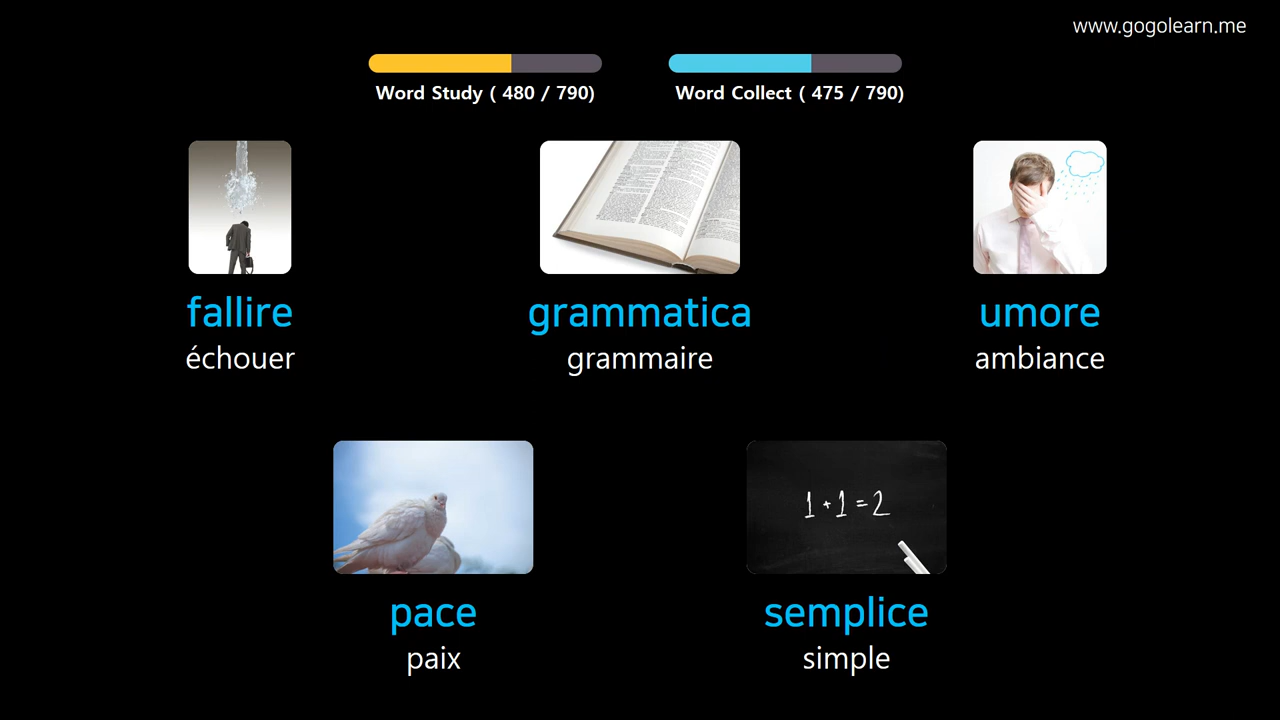 www.gogolearn.me
Word Study ( 480 / 790)
Word Collect ( 475 / 790)
fallire
échouer
grammatica
grammaire
umore
ambiance
1+1=2
pace
paix
semplice
simple